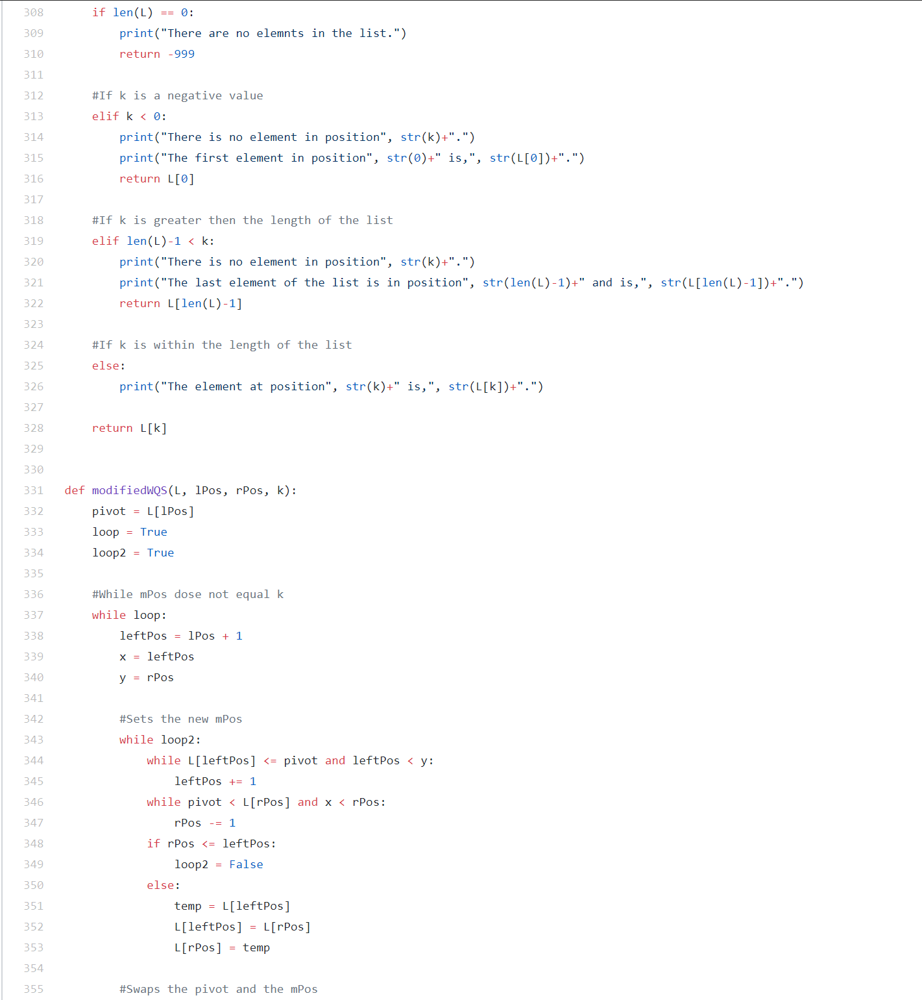 308 if len(L) == 0:
309 print("There are no elemnts in the list.")
310 return -999
311
312 #If k is a negative value
313 elif k < 0:
314 print("There is no element in position", str(k)+".")
315 print("The first element in position", str(0)+" is,", str(L[0])+".")
316 return L[0]
317
318 #If k is greater then the length of the list
319 elif len(L)-1 < k:
320 print("There is no element in position", str(k)+".")
321 print("The last element of the list is in position", str(len(L)-1)+" and is,", str(L[len(L)-1])+".")
322 return L[len(L)-1]
323
324 #If k is within the length of the list
325 else:
326 print("The element at position", str(k)+" is,", str(L[k])+".")
327
328 return L[k]
329
330
331 def modifiedWQS(L, lPos, rPos, k):
332 pivot = L[lPos]
333 loop = True
334 loop2 = True
335
336 #While mPos dose not equal k
337 while loop:
338 leftPos = lPos + 1
339 x = leftPos
340 y = rPos
341
342 #Sets the new mPos
343 while loop2:
344 while L[leftPos] <= pivot and leftPos < y:
345 leftPos += 1
346 while pivot < L[rPos] and x < rPos:
347 rPos -= 1
348 if rPos <= leftPos:
349 loop2 = False
350 else:
351 temp = L[leftPos]
352 L[leftPos] = L[rPos]
353 L[rPos] = temp
354
355 #Swaps the pivot and the mPos